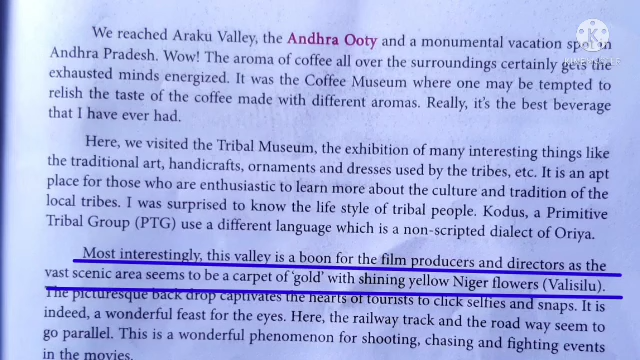 We reached Araku Valley, the Andhra Ooty and a monumental vacation spot in
Andhra Pradesh. Wow! The aroma of coffee all over the surroundings certainly gets the
exhausted minds energized. It was the Coffee Museum where one may be tempted to
relish the taste of the coffee made with different aromas. Really, it's the best beverage
that I have ever had.
Here, we visited the Tribal Museum, the exhibition of many interesting things like
the traditional art, handicrafts, ornaments and dresses used by the tribes, etc. It is an apt
place for those who are enthusiastic to learn more about the culture and tradition of the
local tribes. I was surprised to know the life style of tribal people. Kodus, a Primitive
Tribal Group (PTG) use a different language which is a non-scripted dialect of Oriya.
Most interestingly, this valley is a boon for the film producers and directors as the
vast scenic area seems to be a carpet of 'gold' with shining yellow Niger flowers (Valisilu).
The picturesque back drop captivates the hearts of tourists to click selfies and snaps. It is
indeed, a wonderful feast for the eyes. Here, the railway track and the road way seem to
go parallel. This is a wonderful phenomenon for shooting, chasing and fighting events
in the movies.